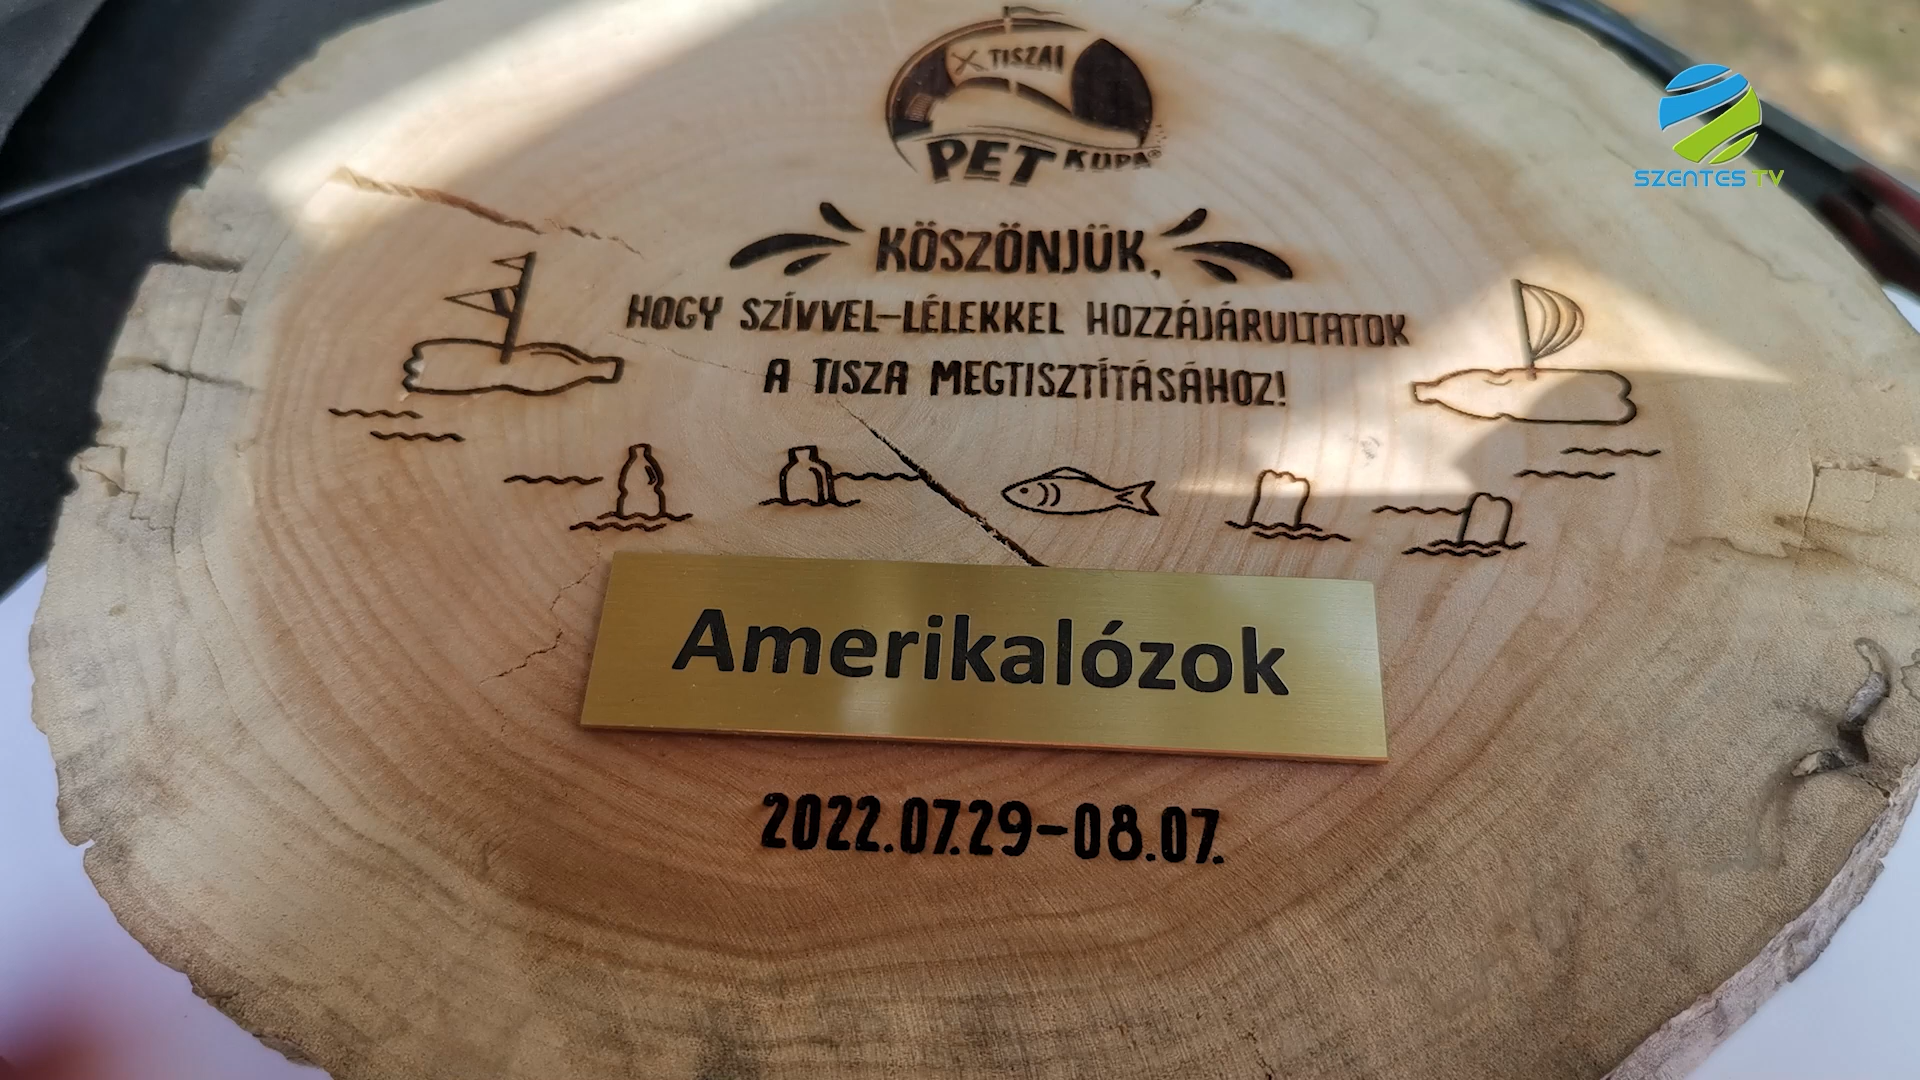 TISZAI
PET KUPA®
SZENTES TV
KÖSZÖNJÜK,
HOGY SZÍVVEL-LÉLEKKEL HOZZÁJÁRULTATOK
A TISZA MEGTISZTÍTÁSÁHOZ!
Amerikalózok
2022.07.29-08.07.